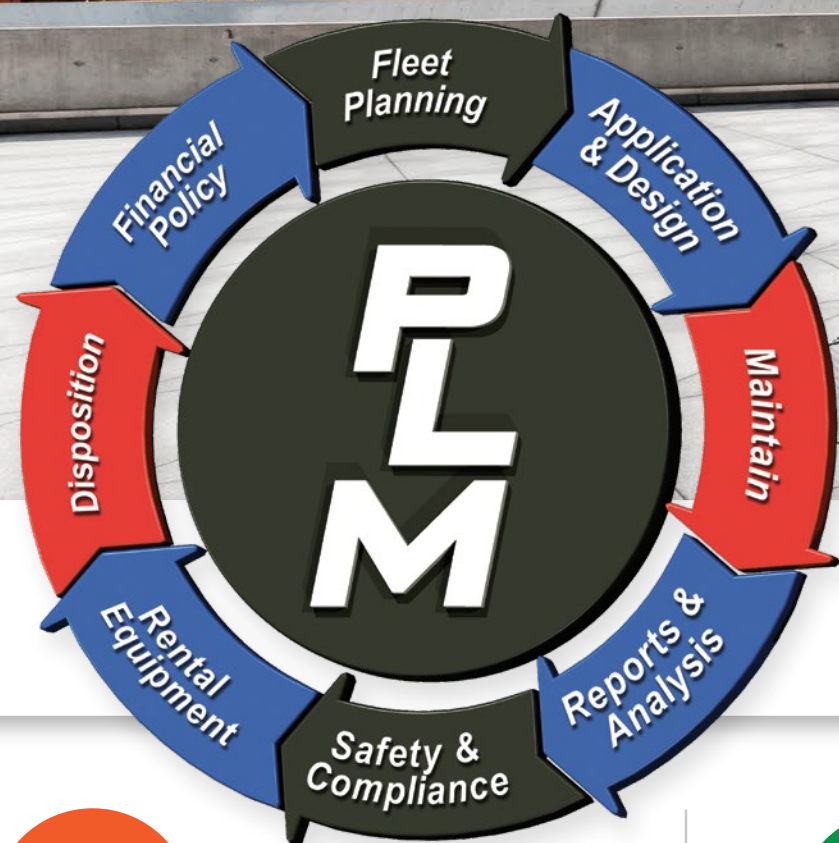 Fleet
Planning
Application
& Design
Maintain
Reports &
Analysis
Safety &
Compliance
Rental
Equipment
Disposition
Financial
Policy
P
L
M